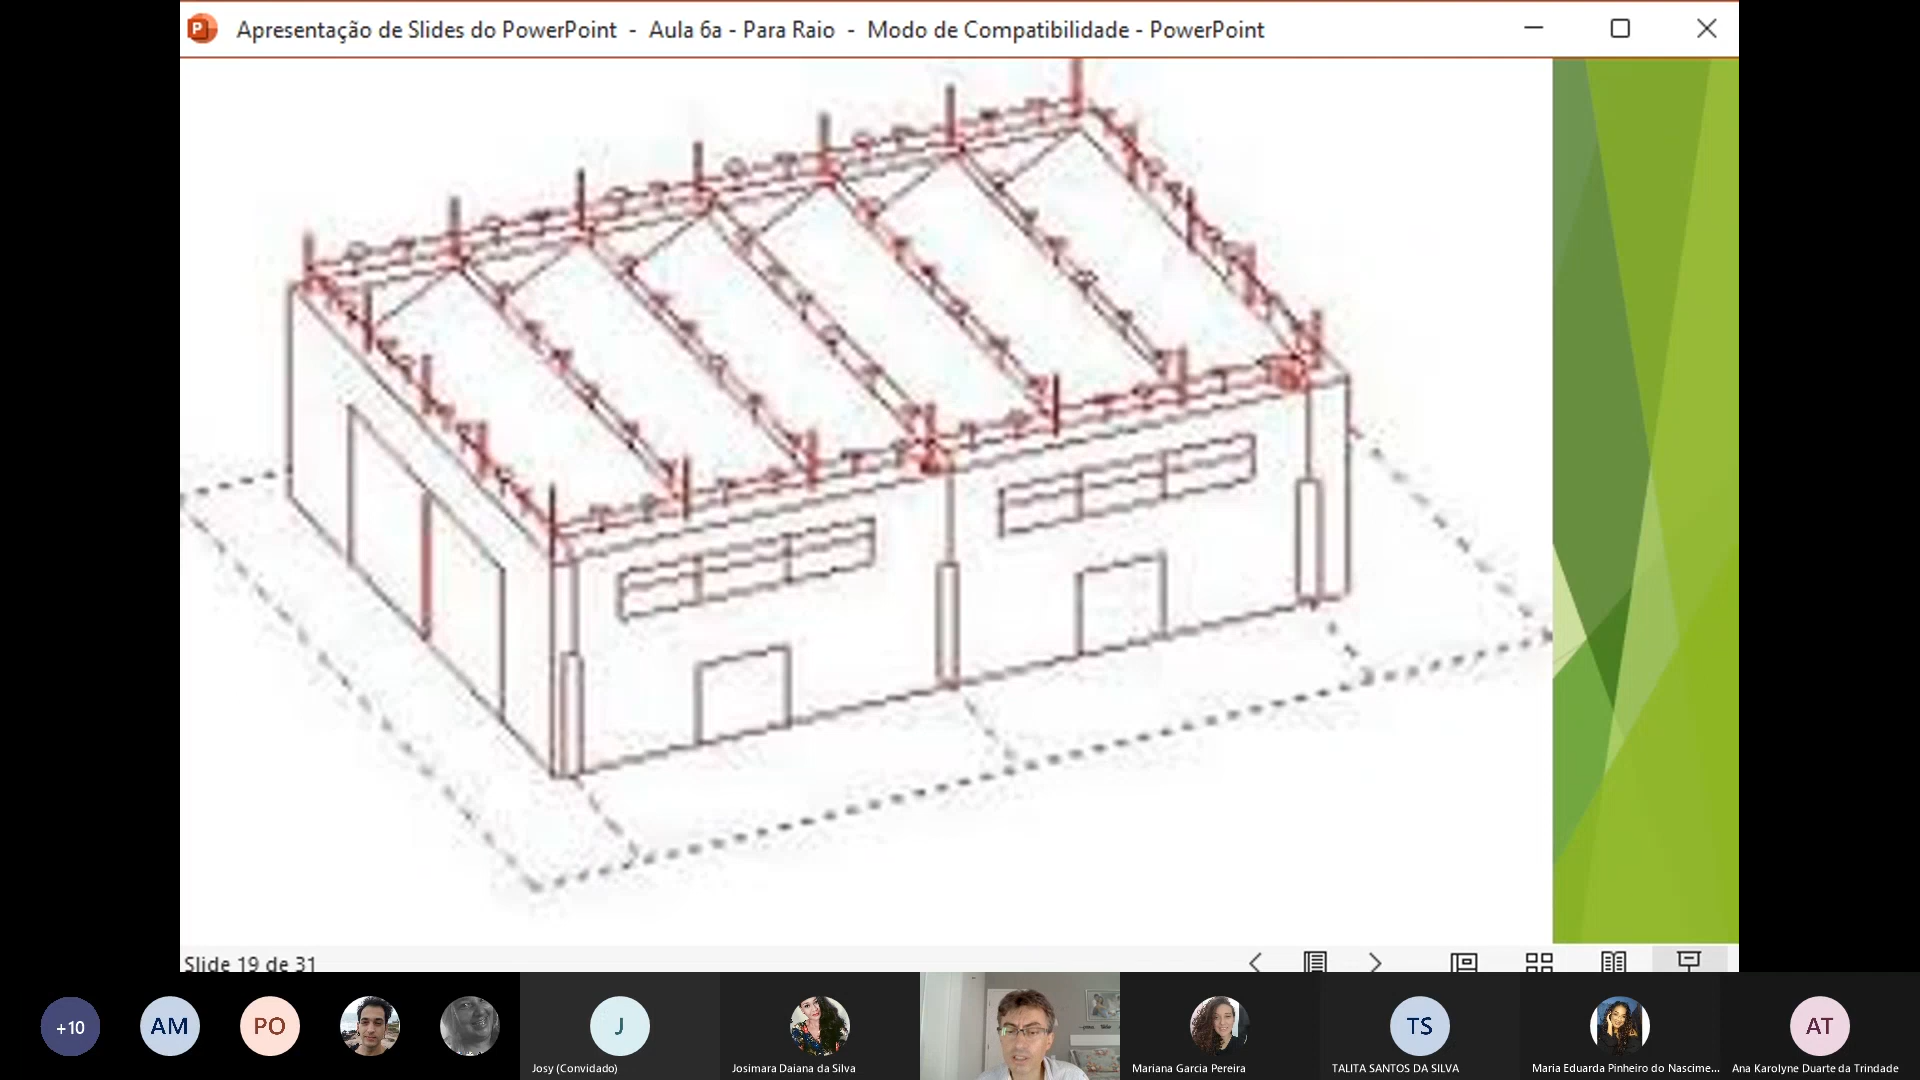 Apresentação de Slides do PowerPoint - Aula 6a - Para Raio - Modo de Compatibilidade - PowerPoint
Slide 19 de 31
+10
AM
PO
J
TS
AT
Josy (Convidado)
Josimara Daiana da Silva
Mariana Garcia Pereira
TALITA SANTOS DA SILVA
Maria Eduarda Pinheiro do Nascime...
Ana Karolyne Duarte da Trindade